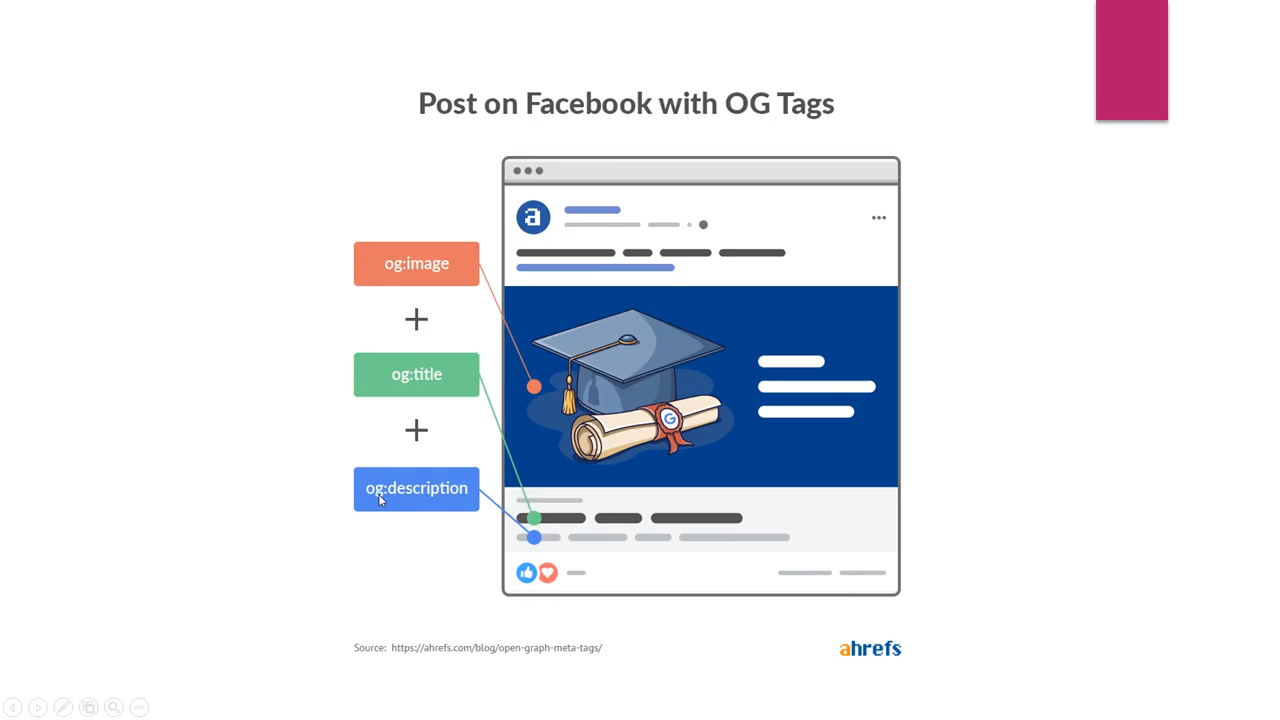 Post on Facebook with OG Tags
a
og:image
+
og:title
G
+
og:description
Source: https://ahrefs.com/blog/open-graph-meta-tags/
ahrefs